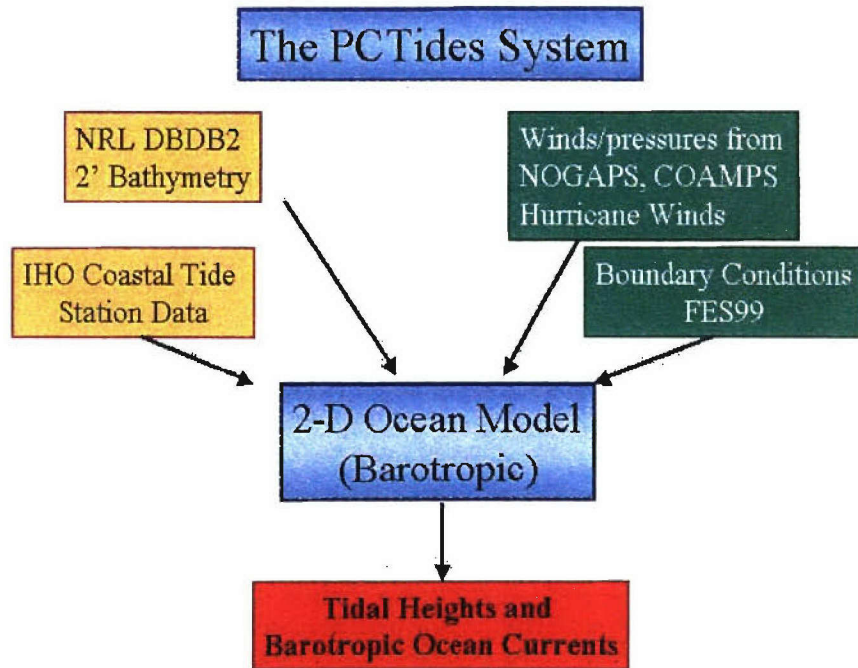 The PCTides System
NRL DBDB2
2' Bathymetry
Winds/pressures from
NOGAPS, COAMPS
Hurricane Winds
IHO Coastal Tide
Station Data
Boundary Conditions
FES99
2-D Ocean Model
(Barotropic)
Tidal Heights and
Barotropic Ocean Currents